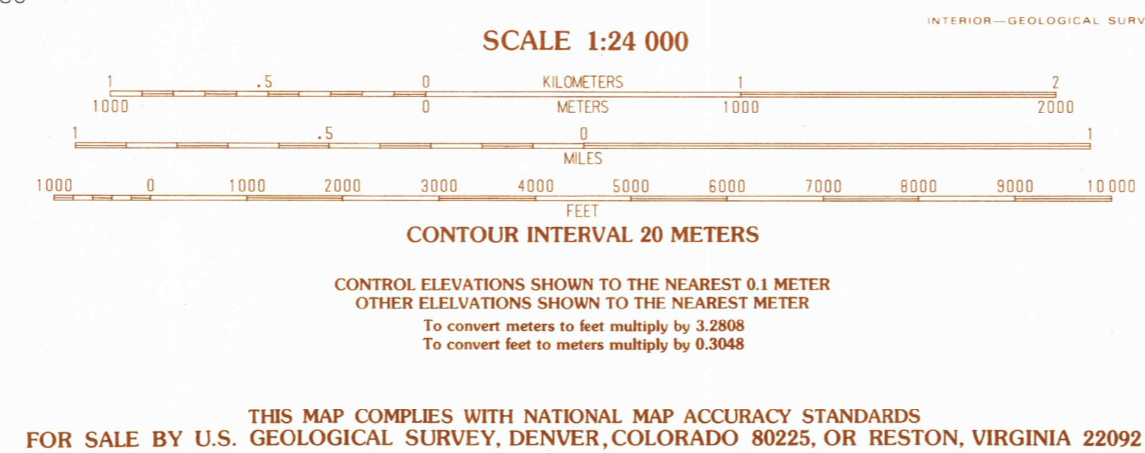 INTERIOR—GEOLOGICAL SURV
SCALE 1:24 000
1 .5 0 KILOMETERS 1 2
1000 0 METERS 1000 2000
1 .5 0 1
MILES
1000 0 1000 2000 3000 4000 5000 6000 7000 8000 9000 10 000
FEET
CONTOUR INTERVAL 20 METERS
CONTROL ELEVATIONS SHOWN TO THE NEAREST 0.1 METER
OTHER ELELVATIONS SHOWN TO THE NEAREST METER
To convert meters to feet multiply by 3.2808
To convert feet to meters multiply by 0.3048
THIS MAP COMPLIES WITH NATIONAL MAP ACCURACY STANDARDS
FOR SALE BY U.S. GEOLOGICAL SURVEY, DENVER, COLORADO 80225, OR RESTON, VIRGINIA 22092